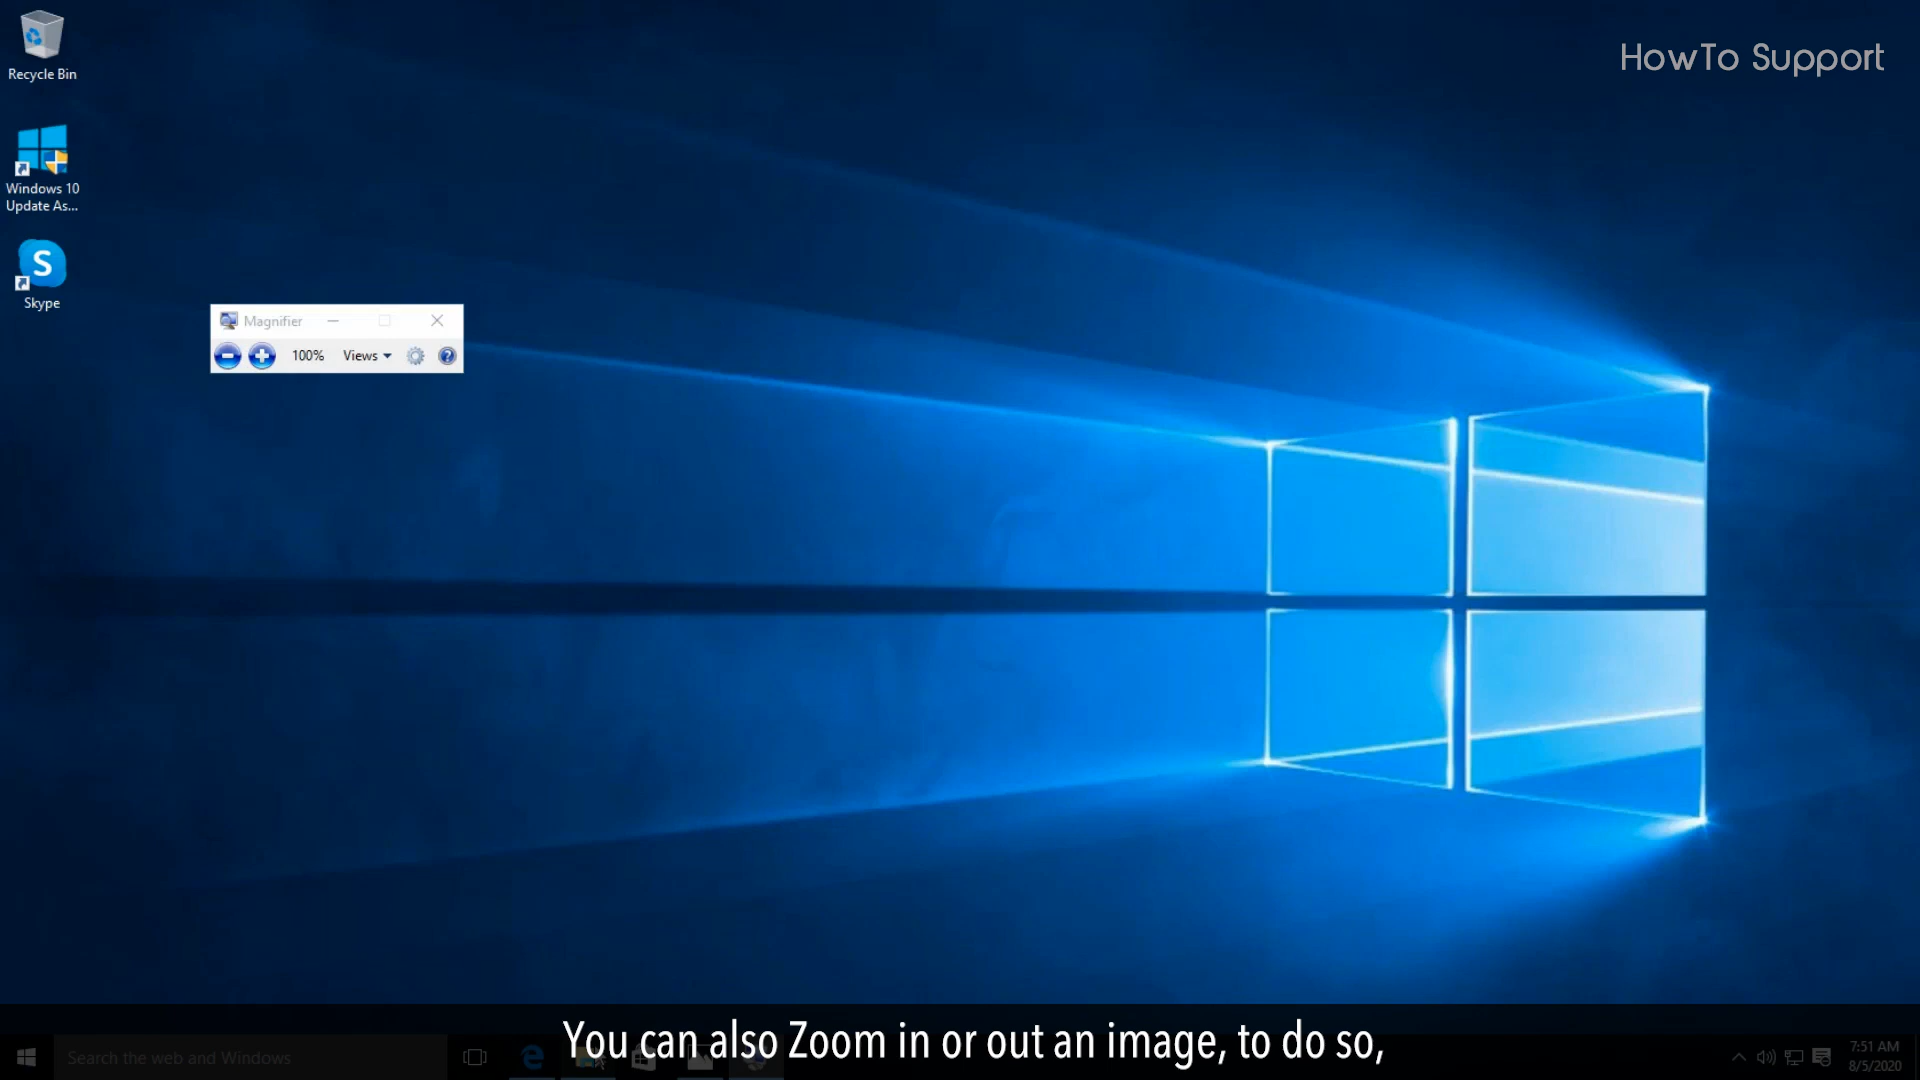 Recycle Bin
HowTo Support
Windows 10
Update As...
S
Skype
Magnifier
100% Views
You can also Zoom in or out an image, to do so,
Search the web and Windows
7:51 AM
8/5/2020